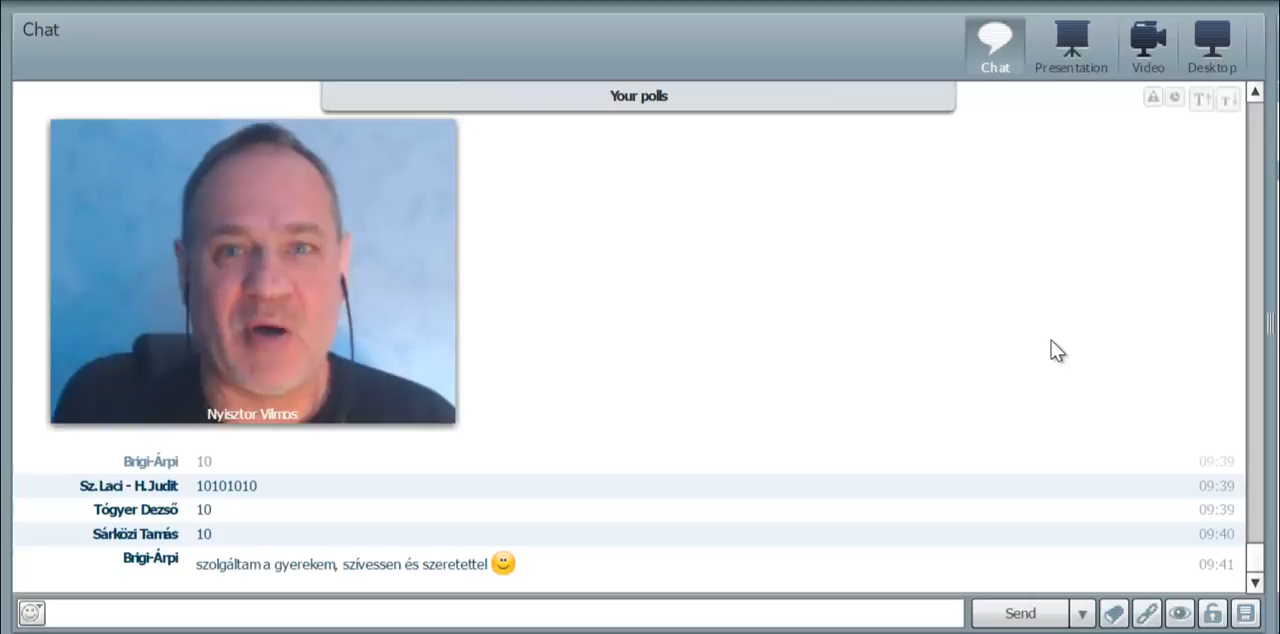 Chat
Chat
Presentation
Video
Desktop
Your polls
Nyisztor Vilmos
Brigi-Árpi 10 09:39
Sz. Laci - H. Judit 10101010 09:39
Tógyer Dezső 10 09:39
Sárközi Tamás 10 09:40
Brigi-Árpi szolgáltam a gyerekem, szívessen és szeretettel 09:41
Send